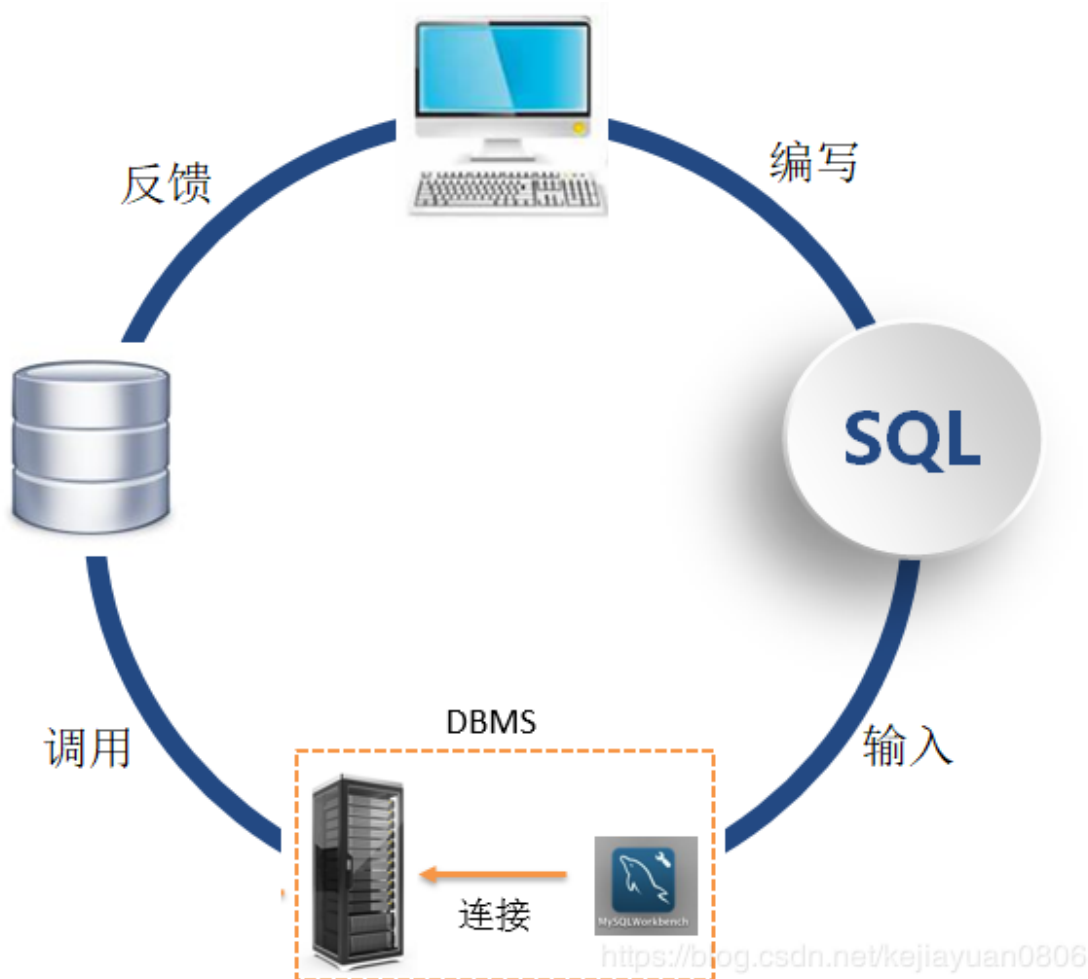 反馈
编写
SQL
DBMS
调用
输入
连接
MySQLWorkbench
https://blog.csdn.net/kejiayuan0806